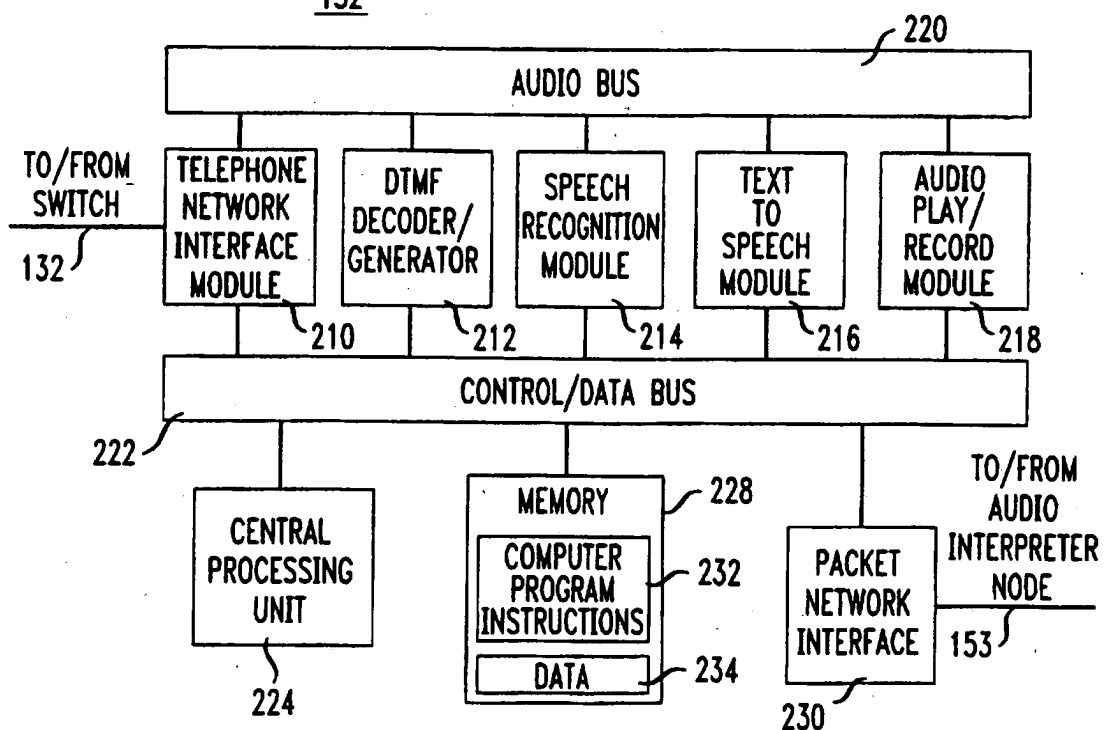 220
AUDIO BUS
TO/FROM
SWITCH
132
TELEPHONE
NETWORK
INTERFACE
MODULE
210
DTMF
DECODER/
GENERATOR
212
SPEECH
RECOGNITION
MODULE
214
TEXT
TO
SPEECH
MODULE
216
AUDIO
PLAY/
RECORD
MODULE
218
CONTROL/DATA BUS
222
CENTRAL
PROCESSING
UNIT
224
MEMORY
228
COMPUTER
PROGRAM
INSTRUCTIONS
232
DATA
234
PACKET
NETWORK
INTERFACE
230
TO/FROM
AUDIO
INTERPRETER
NODE
153